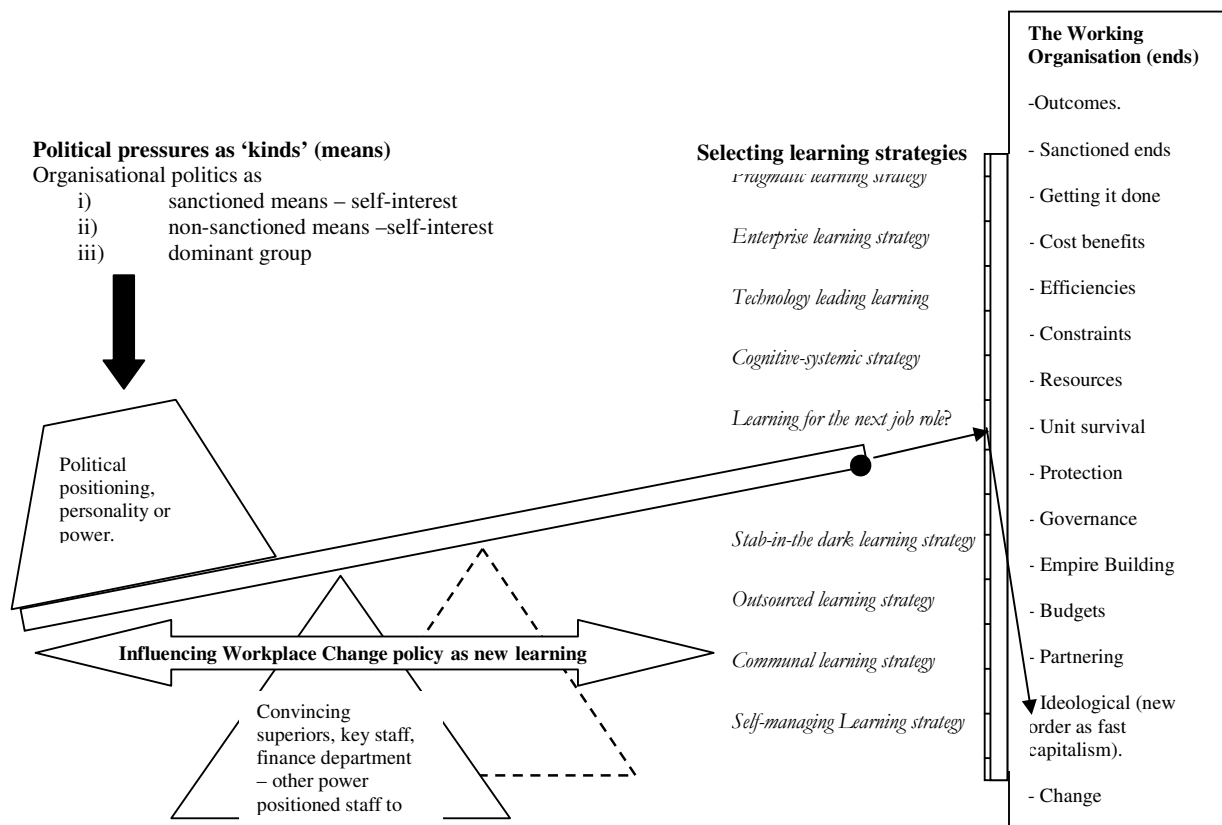 Political pressures as ‘kinds’ (means)
Organisational politics as
i) sanctioned means – self-interest
ii) non-sanctioned means –self-interest
iii) dominant group
Political
positioning,
personality or
power.
Influencing Workplace Change policy as new learning
Convincing
superiors, key staff,
finance department
– other power
positioned staff to
Selecting learning strategies
Pragmatic learning strategy
Enterprise learning strategy
Technology leading learning
Cognitive-systemic strategy
Learning for the next job role?
Stab-in-the dark learning strategy
Outsourced learning strategy
Communal learning strategy
Self-managing Learning strategy
The Working
Organisation (ends)
-Outcomes.
- Sanctioned ends
- Getting it done
- Cost benefits
- Efficiencies
- Constraints
- Resources
- Unit survival
- Protection
- Governance
- Empire Building
- Budgets
- Partnering
- Ideological (new
order as fast
capitalism).
- Change